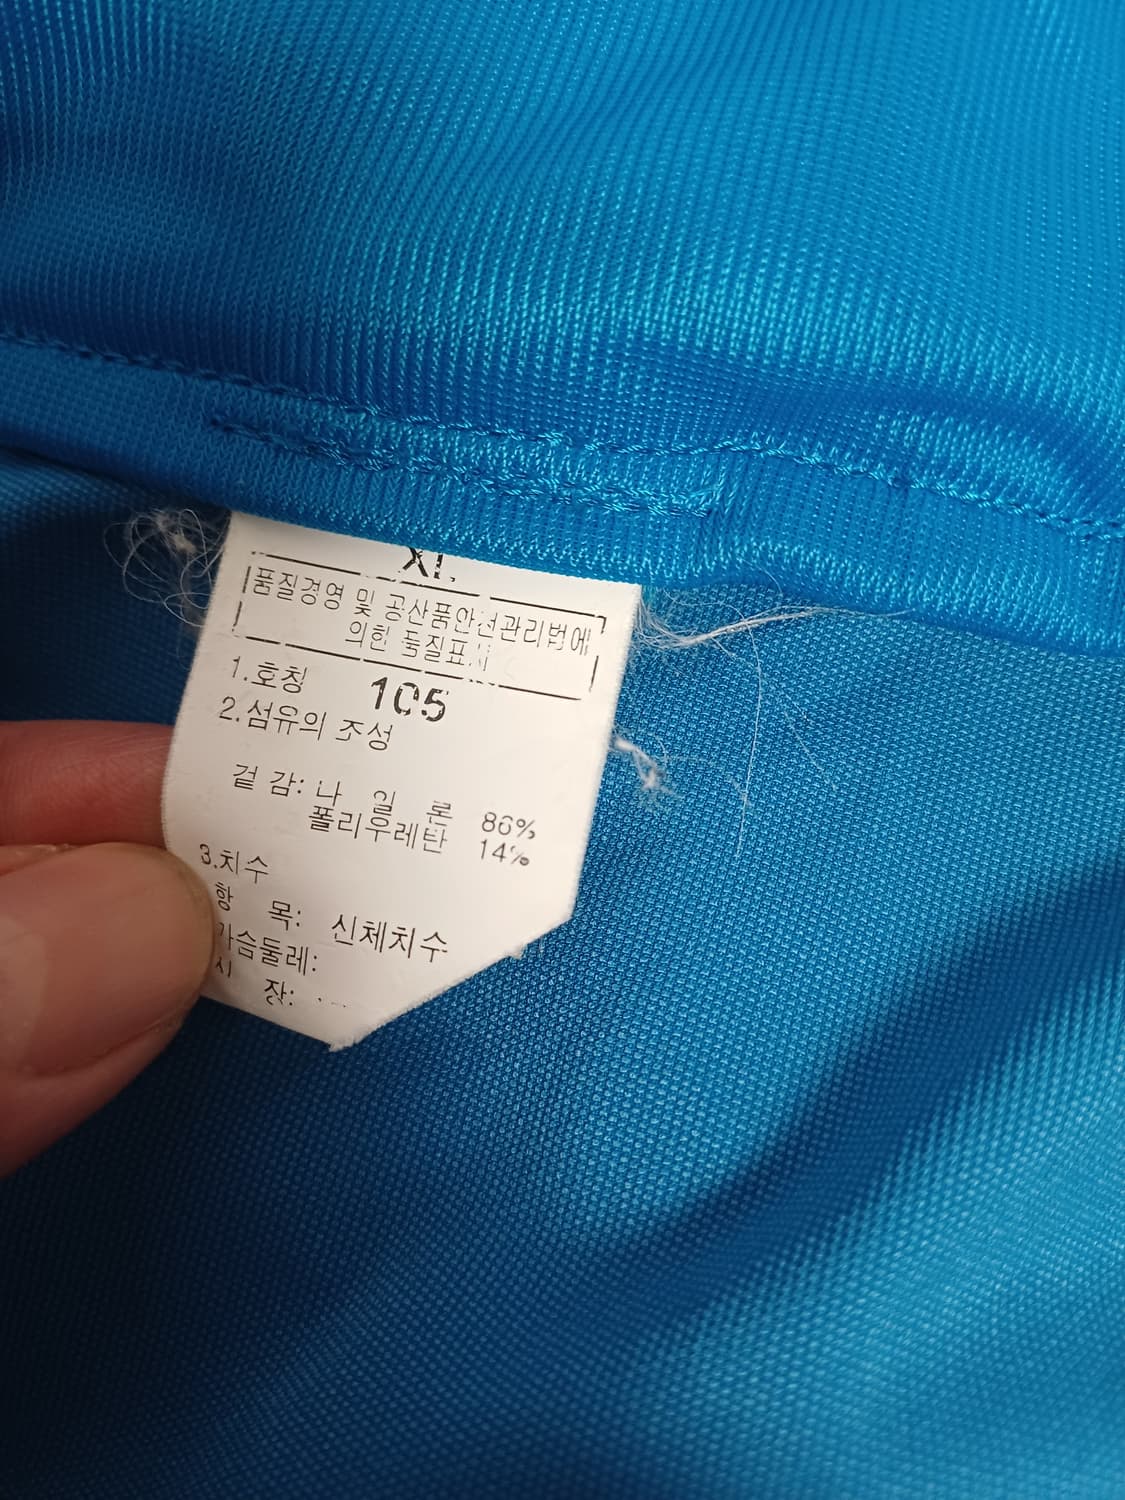 XL
품질경영 및 공산품안전관리법에
의한 품질표시
1.호칭 105
2.섬유의 조성
겉 감: 나 일 론 86%
폴리우레탄 14%
3.치수
항 목: 신체치수
가슴둘레:
장: